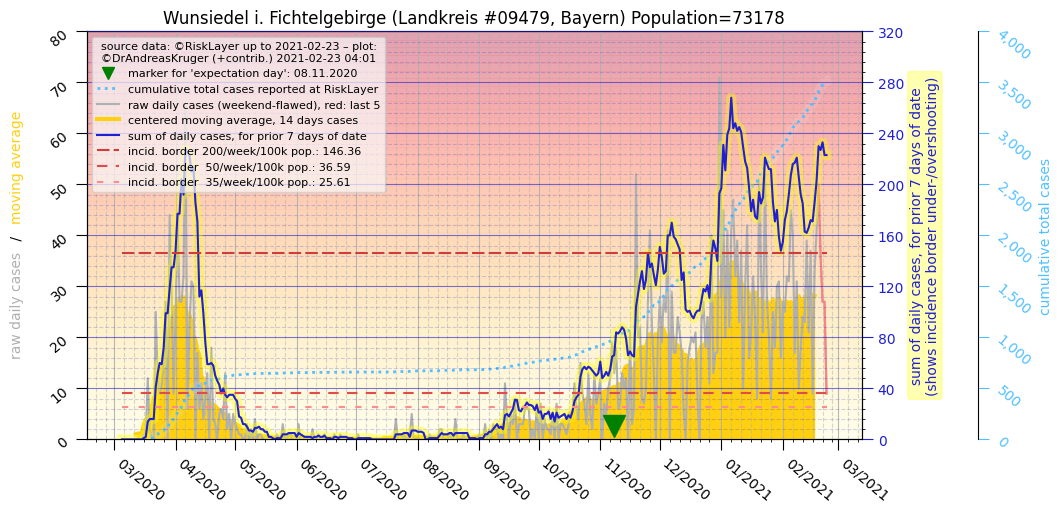 Wunsiedel i. Fichtelgebirge (Landkreis #09479, Bayern) Population=73178
source data: ©RiskLayer up to 2021-02-23 – plot:
©DrAndreasKruger (+contrib.) 2021-02-23 04:01
marker for 'expectation day': 08.11.2020
cumulative total cases reported at RiskLayer
raw daily cases (weekend-flawed), red: last 5
centered moving average, 14 days cases
sum of daily cases, for prior 7 days of date
incid. border 200/week/100k pop.: 146.36
incid. border  50/week/100k pop.: 36.59
incid. border  35/week/100k pop.: 25.61
raw daily cases / moving average
80
70
60
50
40
30
20
10
0
320
280
240
200
160
120
80
40
0
sum of daily cases, for prior 7 days of date
(shows incidence border under-/overshooting)
4,000
3,500
3,000
2,500
2,000
1,500
1,000
500
0
cumulative total cases
03/2020
04/2020
05/2020
06/2020
07/2020
08/2020
09/2020
10/2020
11/2020
12/2020
01/2021
02/2021
03/2021